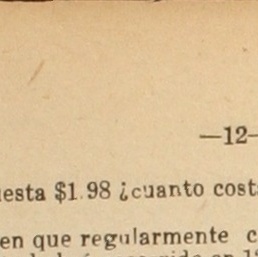 —12—
uesta $1.98 ¿cuanto cost
en que regularmente c